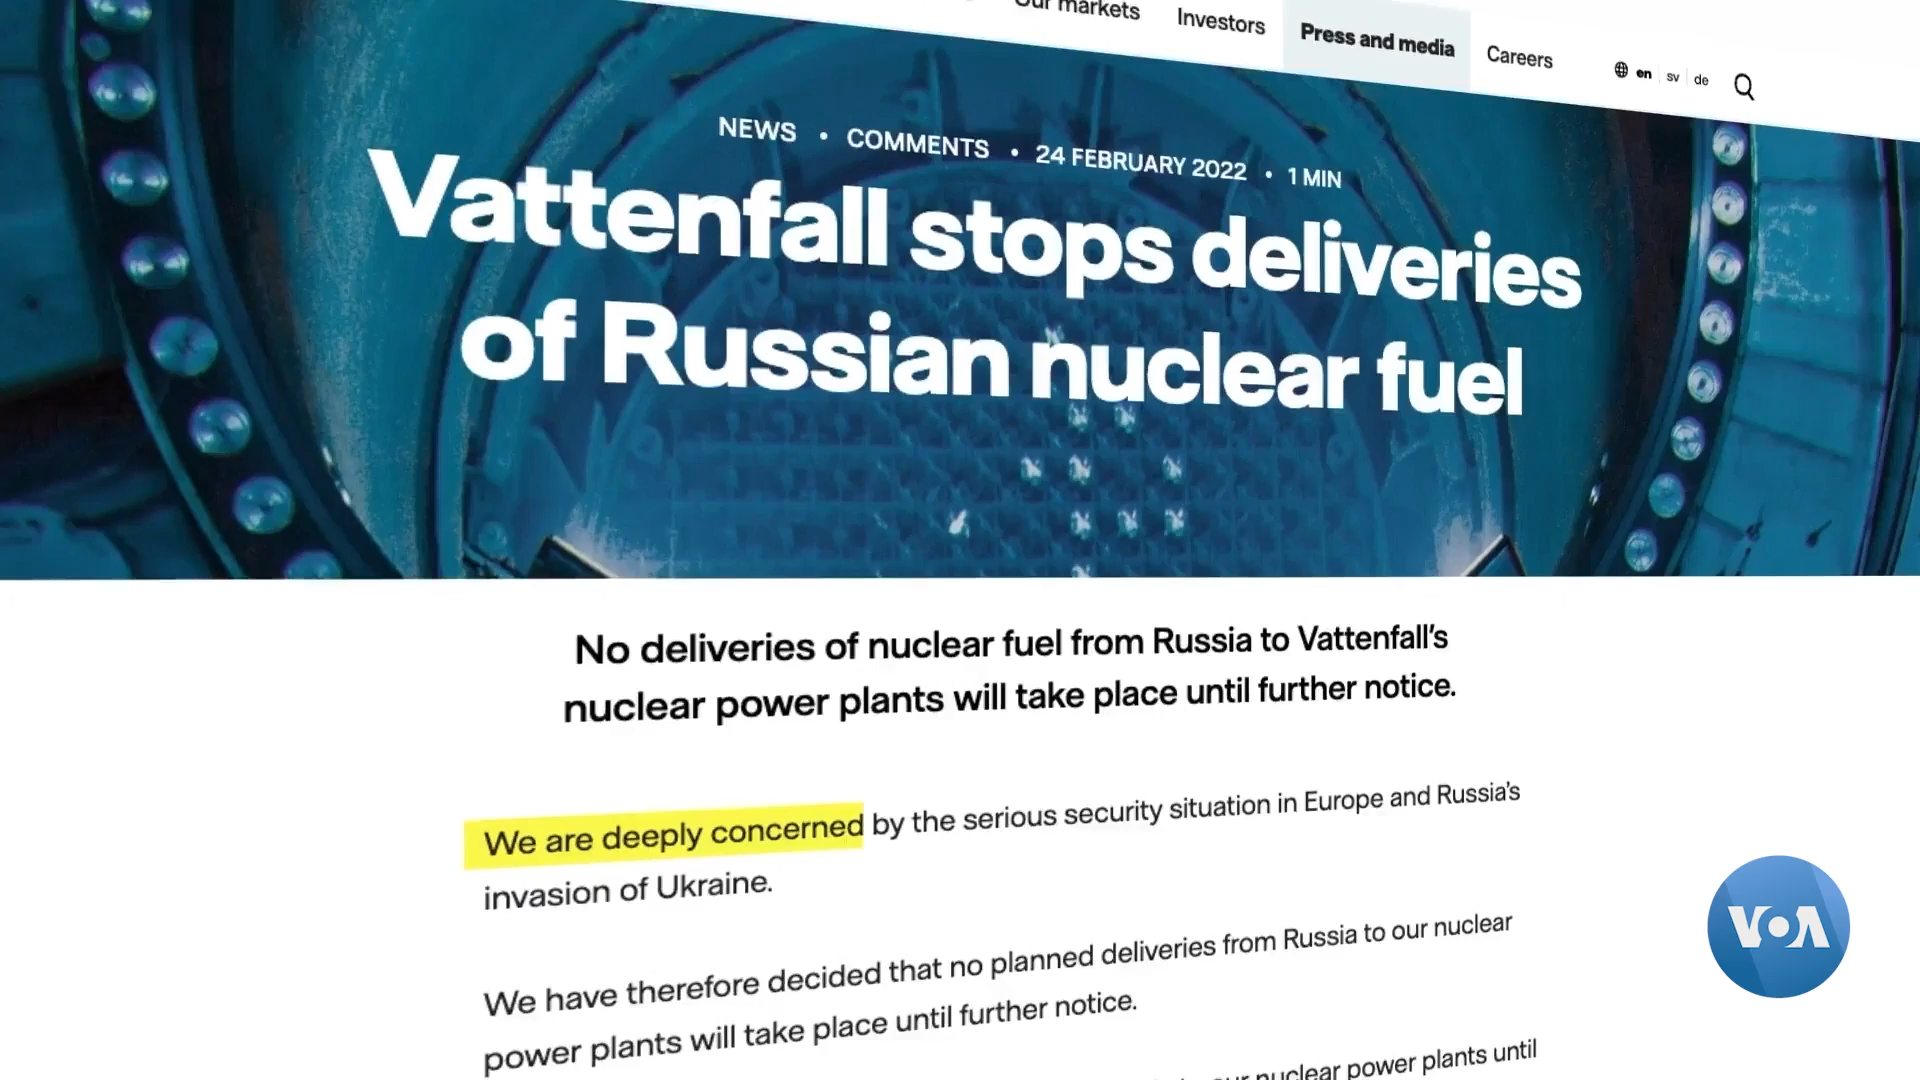 Our markets Investors Press and media Careers en sv de
NEWS • COMMENTS • 24 FEBRUARY 2022 • 1 MIN
Vattenfall stops deliveries
of Russian nuclear fuel
No deliveries of nuclear fuel from Russia to Vattenfall's
nuclear power plants will take place until further notice.
We are deeply concerned by the serious security situation in Europe and Russia's
invasion of Ukraine.
We have therefore decided that no planned deliveries from Russia to our nuclear
power plants will take place until further notice.
nuclear power plants until
VOA